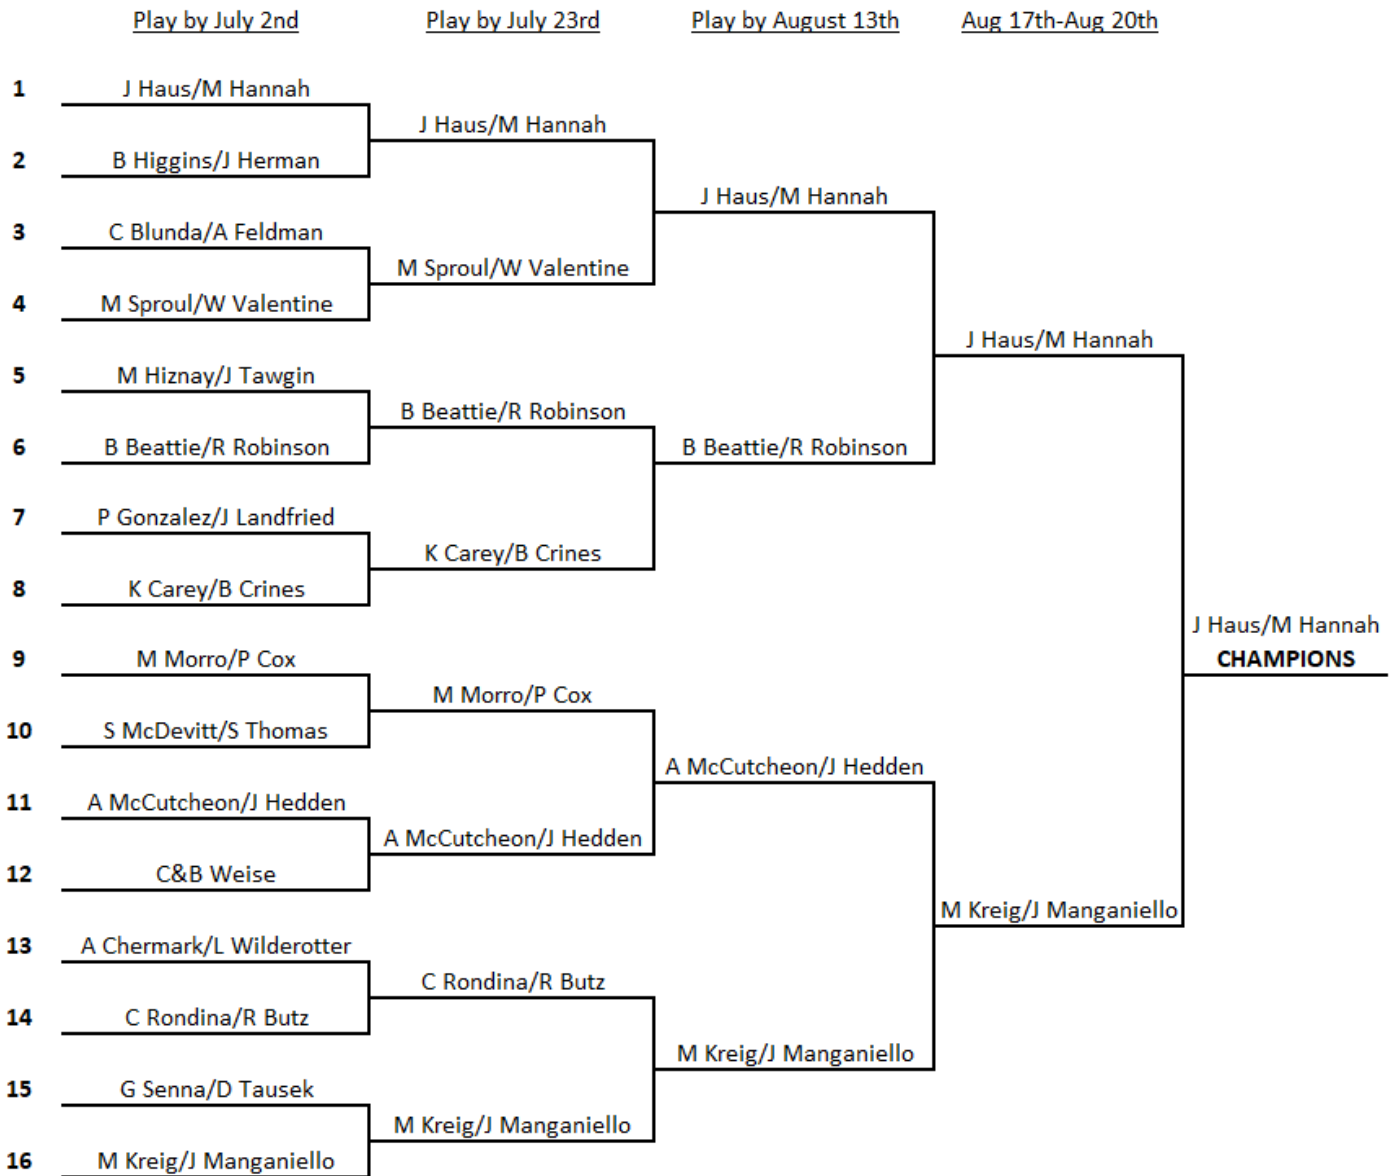 Play by July 2nd Play by July 23rd Play by August 13th Aug 17th-Aug 20th
1 J Haus/M Hannah
J Haus/M Hannah
2 B Higgins/J Herman
J Haus/M Hannah
3 C Blunda/A Feldman
M Sproul/W Valentine
4 M Sproul/W Valentine
J Haus/M Hannah
5 M Hiznay/J Tawgin
B Beattie/R Robinson
6 B Beattie/R Robinson B Beattie/R Robinson
7 P Gonzalez/J Landfried
K Carey/B Crines
8 K Carey/B Crines
J Haus/M Hannah
9 M Morro/P Cox CHAMPIONS
M Morro/P Cox
10 S McDevitt/S Thomas
A McCutcheon/J Hedden
11 A McCutcheon/J Hedden
A McCutcheon/J Hedden
12 C&B Weise
M Kreig/J Manganiello
13 A Chermark/L Wilderotter
C Rondina/R Butz
14 C Rondina/R Butz
M Kreig/J Manganiello
15 G Senna/D Tausek
M Kreig/J Manganiello
16 M Kreig/J Manganiello